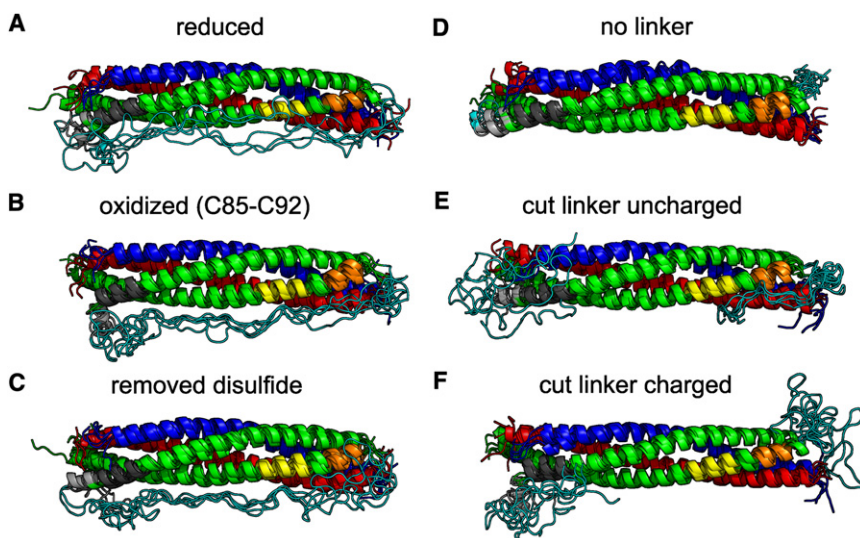 A
reduced
B
oxidized (C85-C92)
C
removed disulfide
D
no linker
E
cut linker uncharged
F
cut linker charged